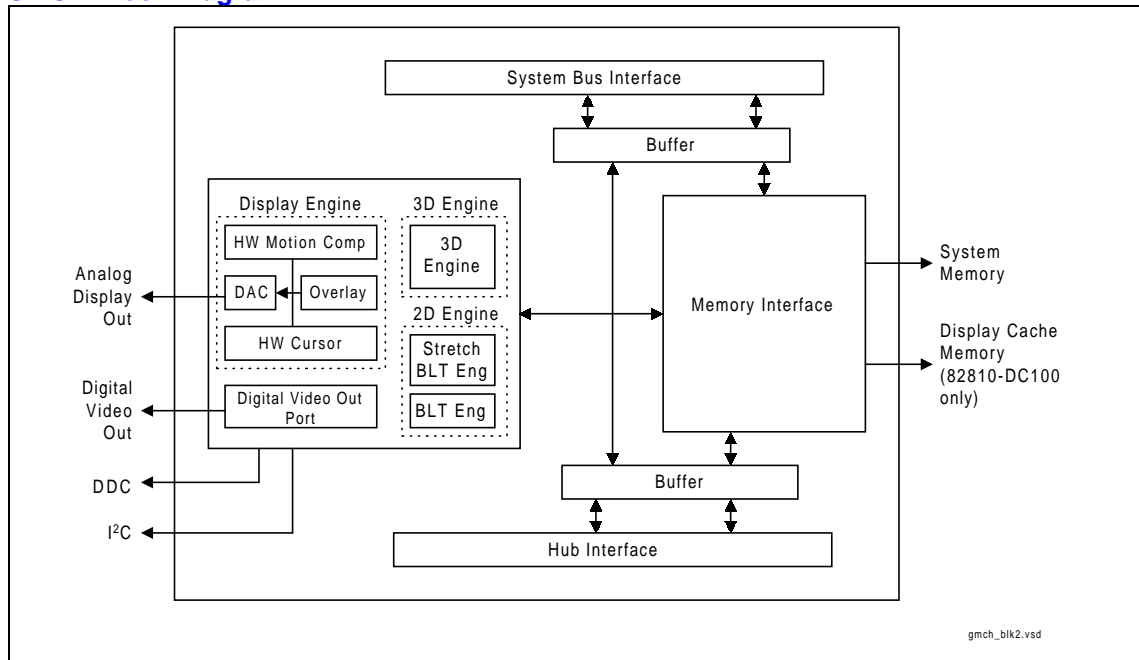 System Bus Interface
Buffer
Display Engine
HW Motion Comp
DAC
Overlay
HW Cursor
Digital Video Out
Port
3D Engine
3D
Engine
2D Engine
Stretch
BLT Eng
BLT Eng
Memory Interface
Analog
Display
Out
Digital
Video
Out
DDC
I²C
System
Memory
Display Cache
Memory
(82810-DC100
only)
Buffer
Hub Interface
gmch_blk2.vsd